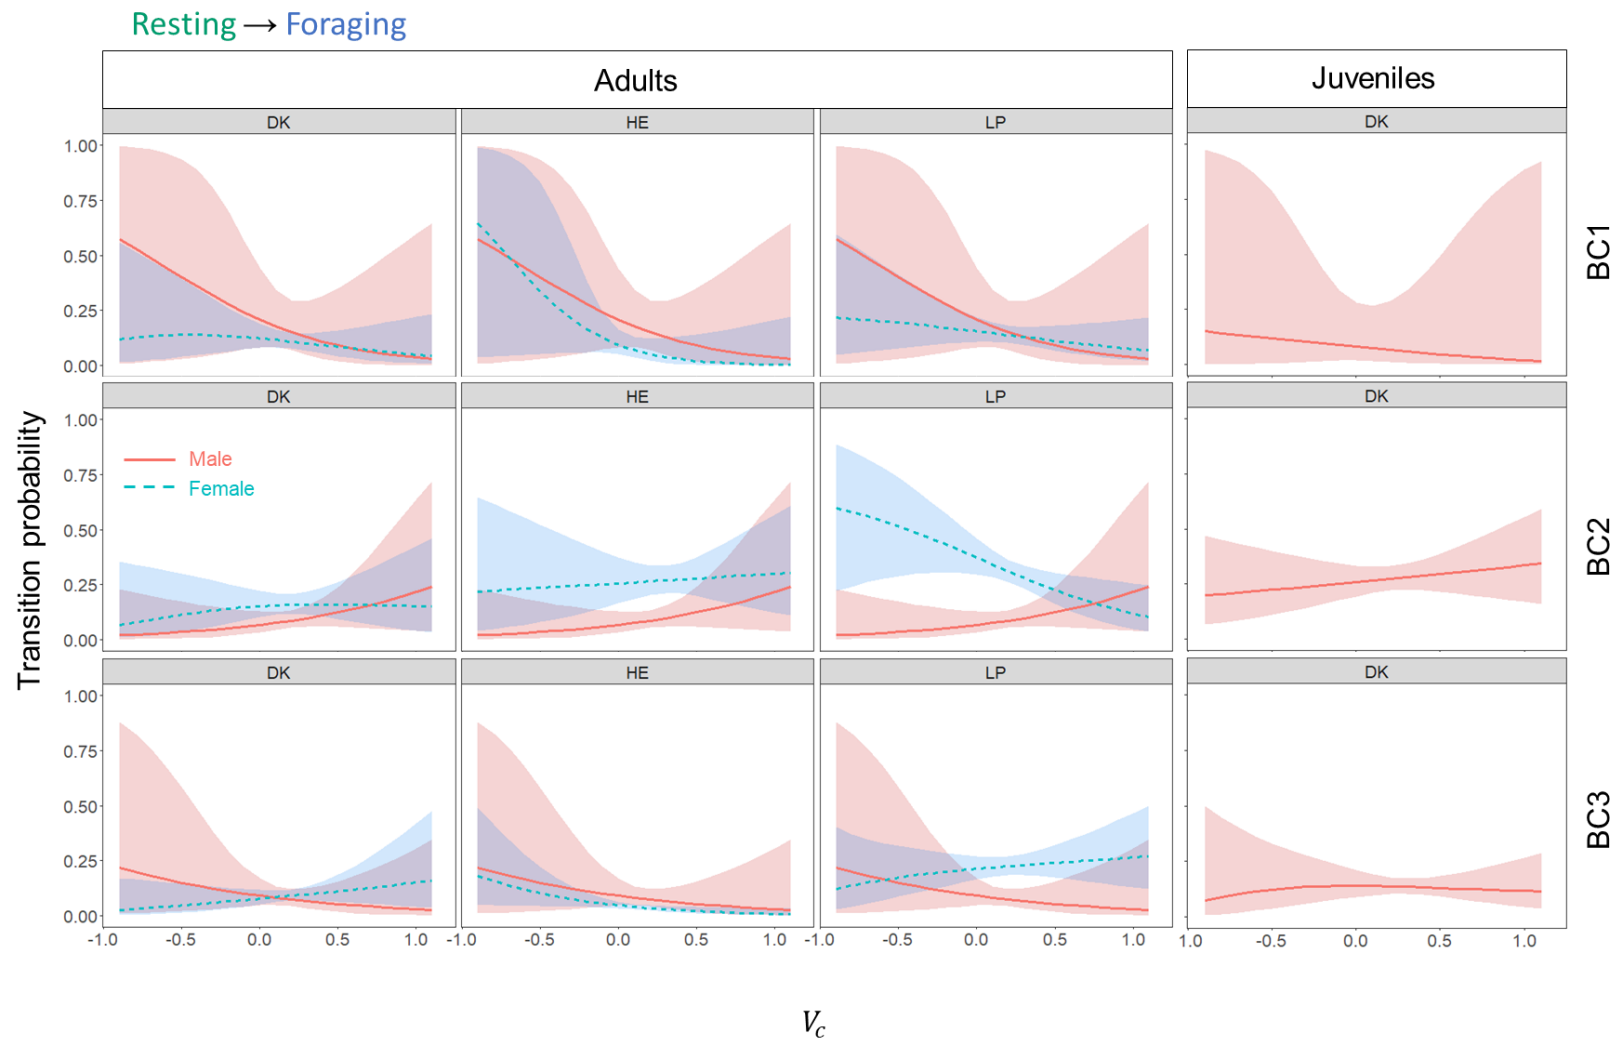 Resting → Foraging
Adults
Juveniles
DK
HE
LP
DK
1.00
0.75
0.50
0.25
0.00
BC1
DK
HE
LP
DK
1.00
0.75
0.50
0.25
0.00
Male
Female
BC2
Transition probability
DK
HE
LP
DK
1.00
0.75
0.50
0.25
0.00
BC3
-1.0 -0.5 0.0 0.5 1.0
-1.0 -0.5 0.0 0.5 1.0
-1.0 -0.5 0.0 0.5 1.0
1.0 -0.5 0.0 0.5 1.0
Vc